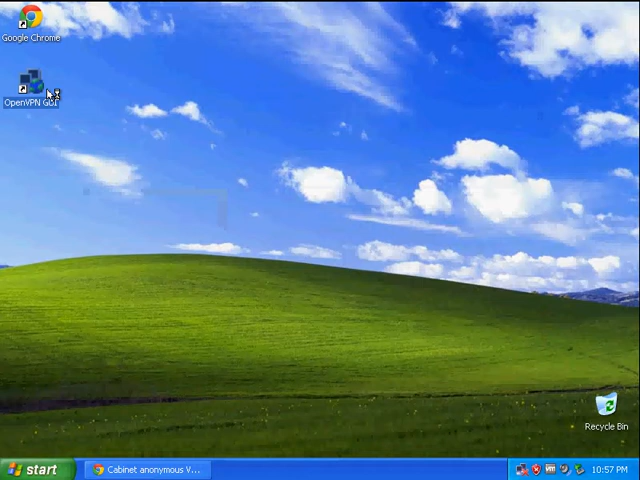 Google Chrome
OpenVPN GUI
Recycle Bin
start
Cabinet anonymous V...
10:57 PM